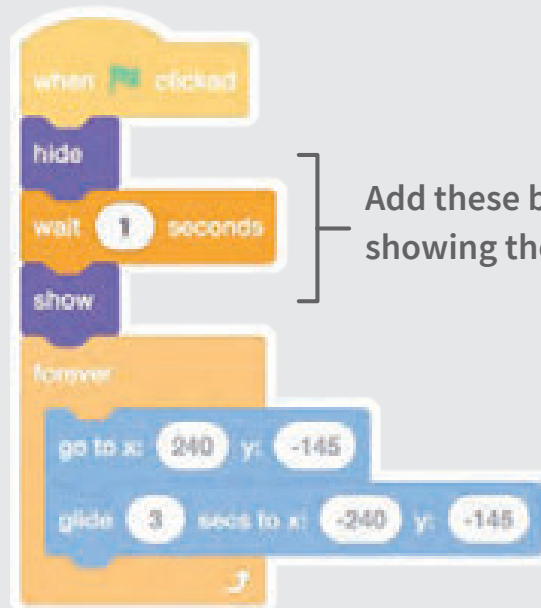 when clicked
hide
wait 1 seconds
show
forever
go to x: 240 y: -145
glide 3 secs to x: -240 y: -145
Add these b
showing the